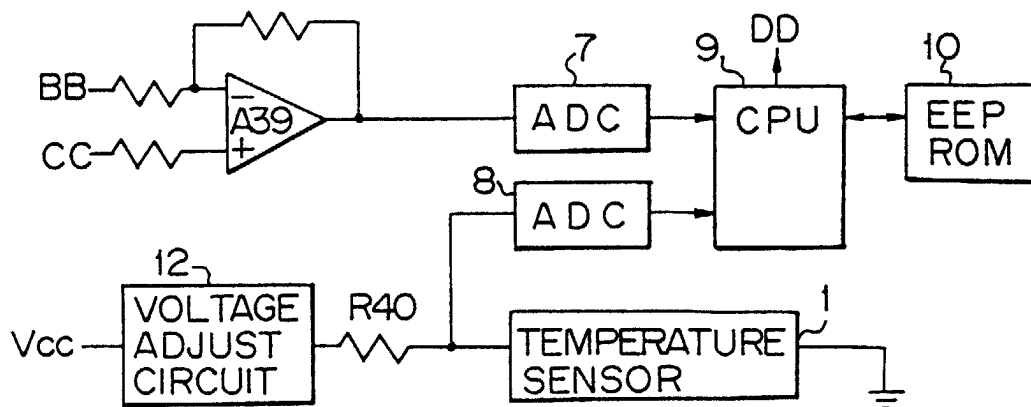 BB
−
A39
+
CC
7
ADC
8
ADC
9
DD
CPU
10
EEP
ROM
12
VOLTAGE
ADJUST
CIRCUIT
Vcc
R40
TEMPERATURE
SENSOR
1